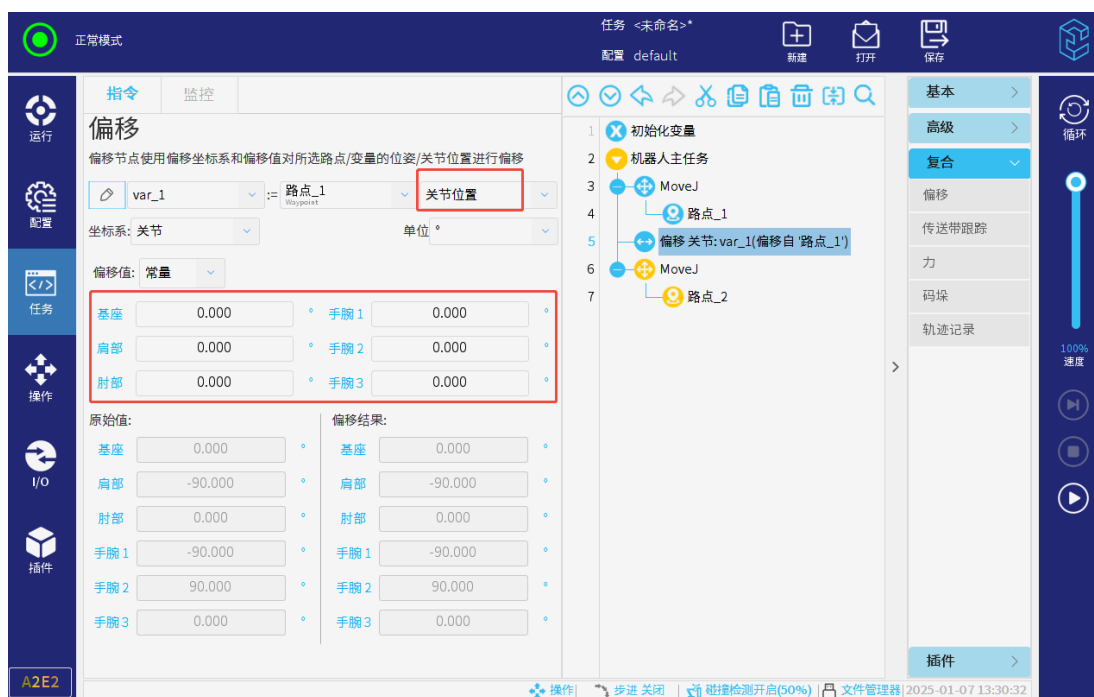 正常模式
任务 <未命名>*
配置 default
新建
打开
保存
运行
配置
任务
操作
I/O
插件
A2E2
指令 监控
偏移
偏移节点使用偏移坐标系和偏移值对所选路点/变量的位姿/关节位置进行偏移
var_1 := 路点_1 关节位置
Waypoint
坐标系: 关节 单位 °
偏移值: 常量
基座 0.000 ° 手腕 1 0.000 °
肩部 0.000 ° 手腕 2 0.000 °
肘部 0.000 ° 手腕 3 0.000 °
原始值: 偏移结果:
基座 0.000 ° 基座 0.000 °
肩部 -90.000 ° 肩部 -90.000 °
肘部 0.000 ° 肘部 0.000 °
手腕 1 -90.000 ° 手腕 1 -90.000 °
手腕 2 90.000 ° 手腕 2 90.000 °
手腕 3 0.000 ° 手腕 3 0.000 °
1 初始化变量
2 机器人主任务
3 MoveJ
4 路点_1
5 偏移 关节: var_1(偏移自 '路点_1')
6 MoveJ
7 路点_2
基本
高级
复合
偏移
传送带跟踪
力
码垛
轨迹记录
插件
循环
100%
速度
操作| 步进 关闭 | 碰撞检测开启(50%) | 文件管理器| 2025-01-07 13:30:32